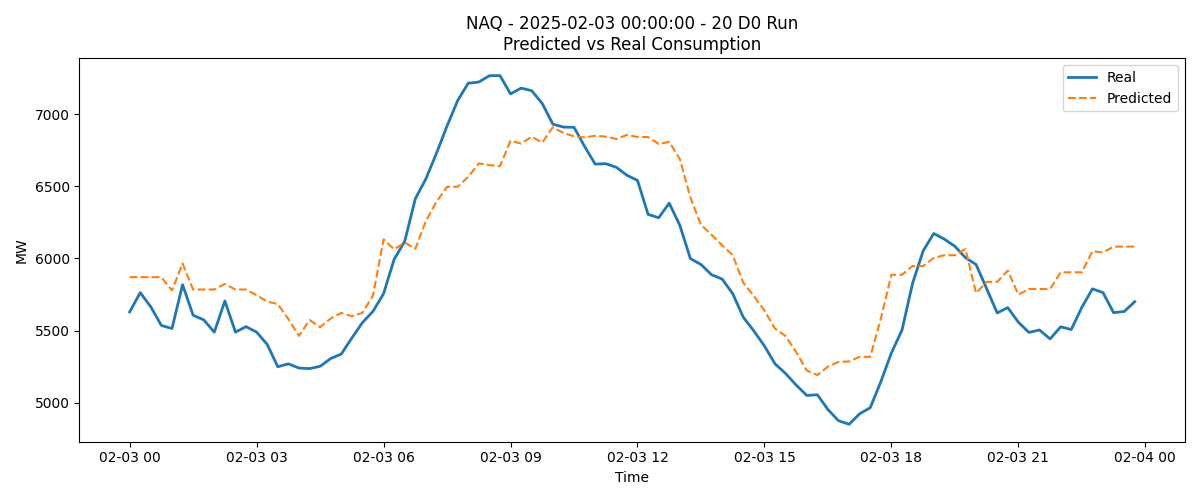 NAQ - 2025-02-03 00:00:00 - 20 D0 Run
Predicted vs Real Consumption
Real
Predicted
MW
7000
6500
6000
5500
5000
02-03 00
02-03 03
02-03 06
02-03 09
02-03 12
02-03 15
02-03 18
02-03 21
02-04 00
Time